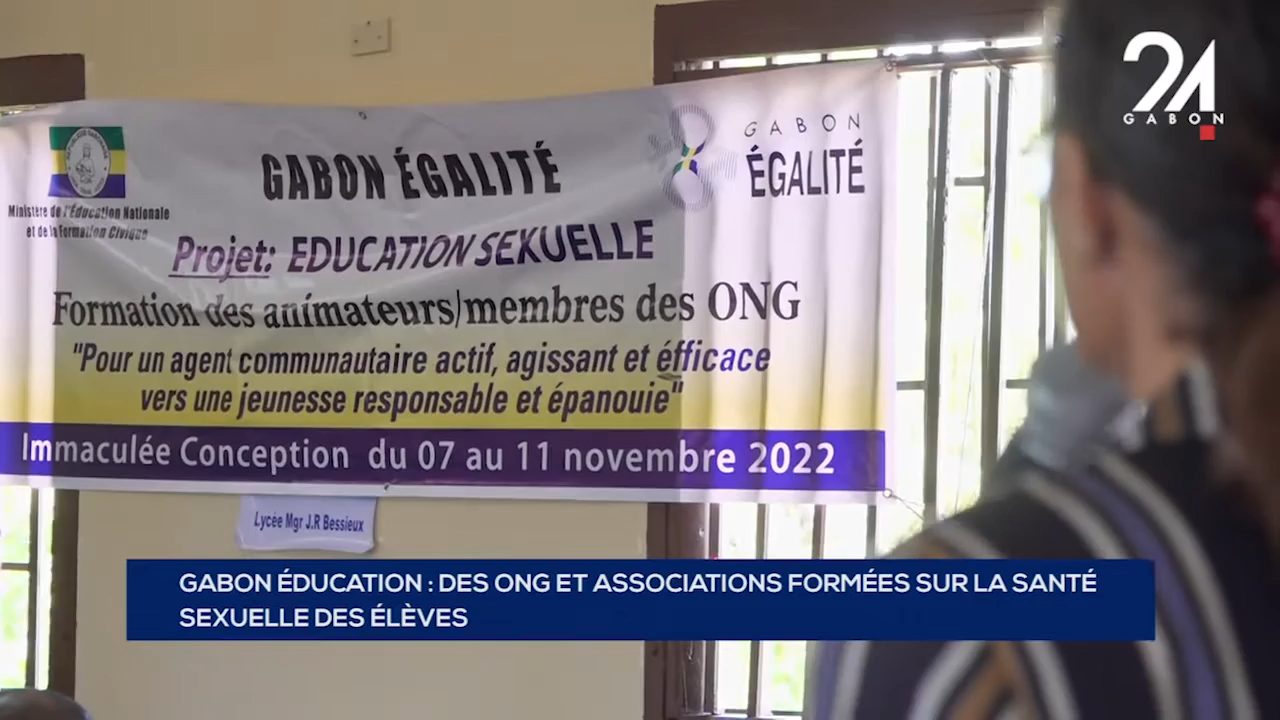 24
GABON
GABON ÉGALITÉ
GABON
ÉGALITÉ
Ministère de l'Éducation Nationale
et de la Formation Civique
Projet: EDUCATION SEXUELLE
Formation des animateurs/membres des ONG
"Pour un agent communautaire actif, agissant et éfficace
vers une jeunesse responsable et épanouie"
Immaculée Conception du 07 au 11 novembre 2022
Lycée Mgr J.R Bessieux
GABON ÉDUCATION : DES ONG ET ASSOCIATIONS FORMÉES SUR LA SANTÉ
SEXUELLE DES ÉLÈVES